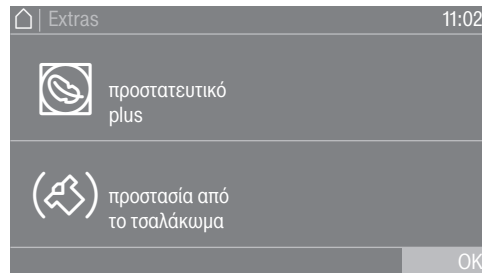 | Extras 11:02
προστατευτικό
plus
προστασία από
το τσαλάκωμα
OK